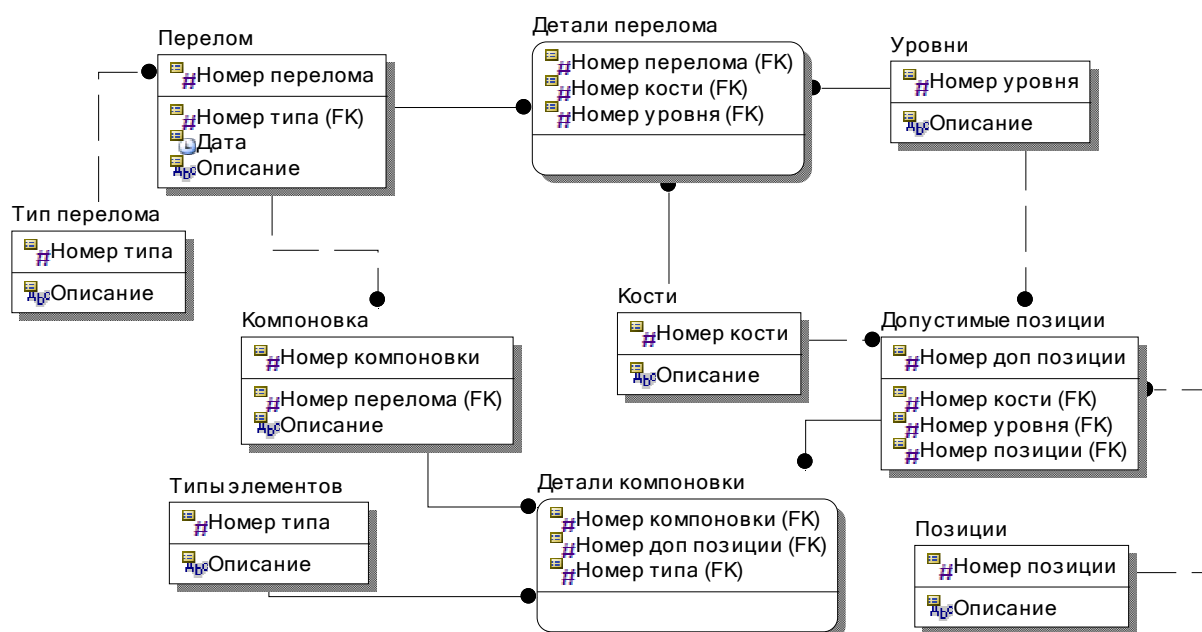 Детали перелома
Номер перелома (FK)
Номер кости (FK)
Номер уровня (FK)
Перелом
Номер перелома
Номер типа (FK)
Дата
Описание
Уровни
Номер уровня
Описание
Тип перелома
Номер типа
Описание
Компоновка
Номер компоновки
Номер перелома (FK)
Описание
Кости
Номер кости
Описание
Допустимые позиции
Номер доп позиции
Номер кости (FK)
Номер уровня (FK)
Номер позиции (FK)
Типы элементов
Номер типа
Описание
Детали компоновки
Номер компоновки (FK)
Номер доп позиции (FK)
Номер типа (FK)
Позиции
Номер позиции
Описание